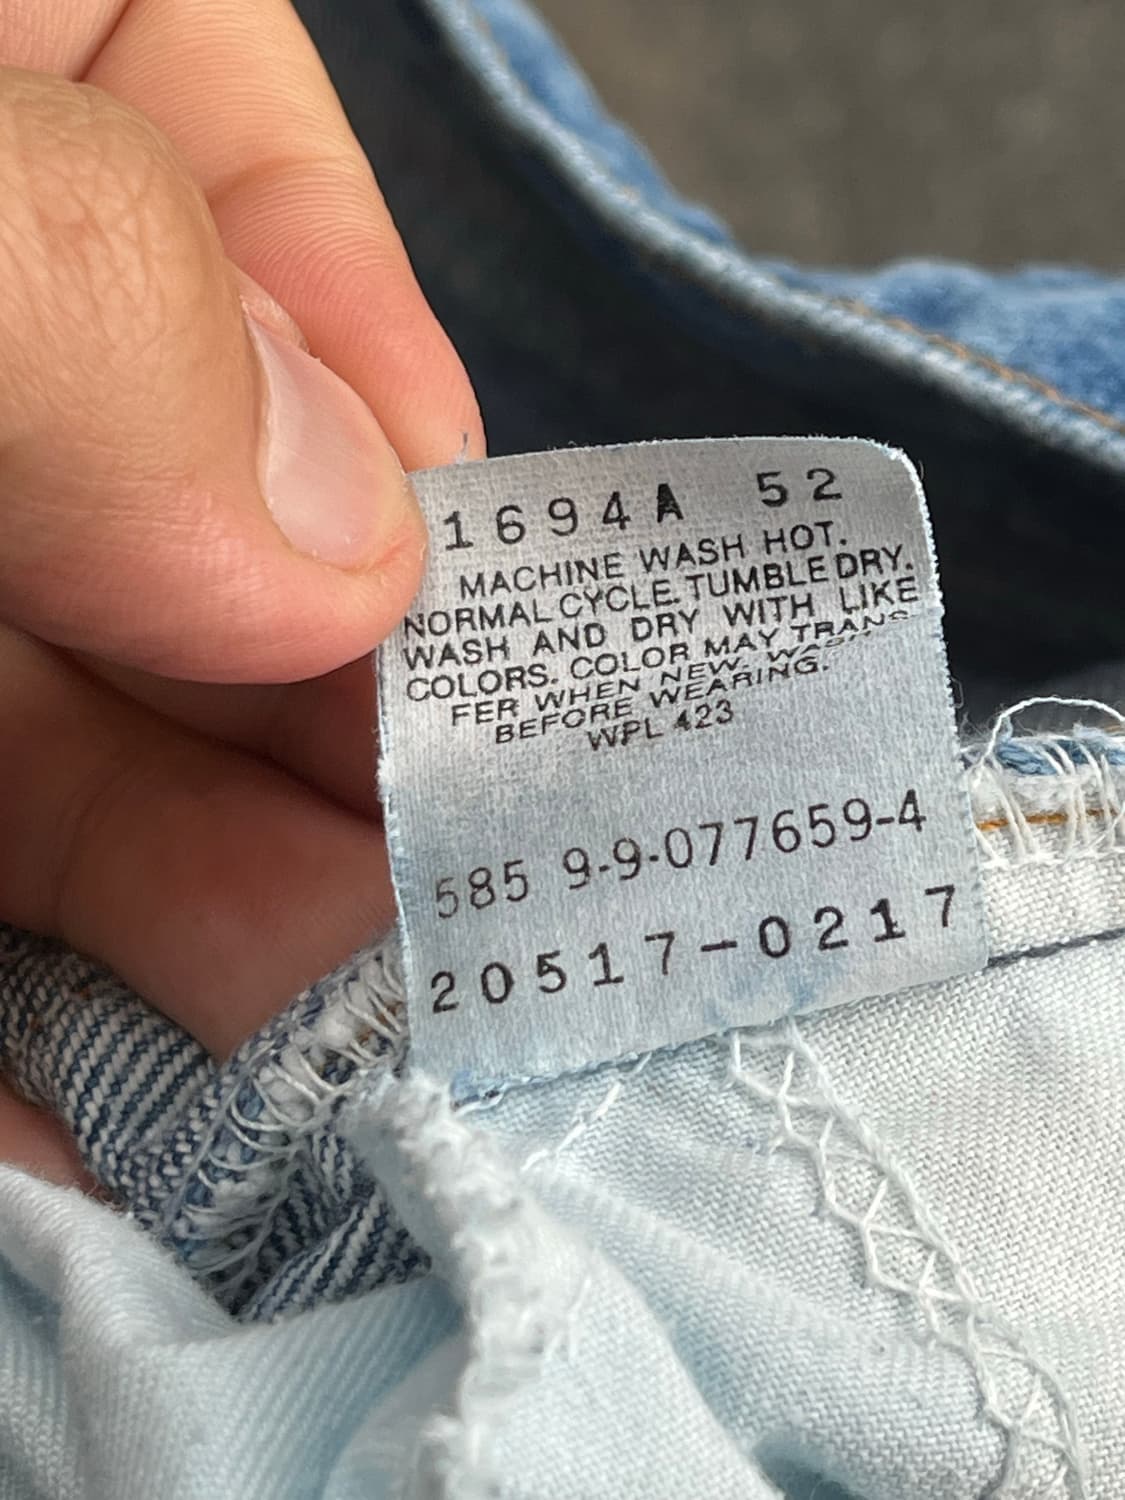 1694A 52
MACHINE WASH HOT.
NORMAL CYCLE. TUMBLE DRY.
WASH AND DRY WITH LIKE
COLORS. COLOR MAY TRANS
FER WHEN NEW. WASH
BEFORE WEARING.
WPL 423
585 9-9-077659-4
20517-0217